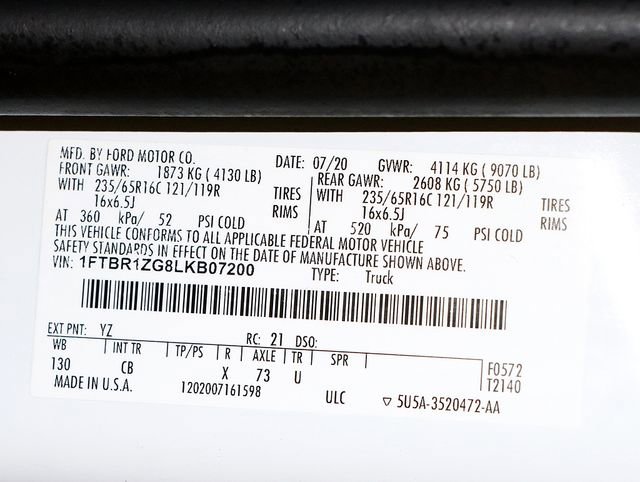 MFD. BY FORD MOTOR CO. DATE: 07/20 GVWR: 4114 KG ( 9070 LB)
FRONT GAWR: 1873 KG ( 4130 LB) REAR GAWR: 2608 KG ( 5750 LB)
WITH 235/65R16C 121/119R TIRES WITH 235/65R16C 121/119R TIRES
16x6.5J RIMS 16x6.5J RIMS
AT 360 kPa/ 52 PSI COLD AT 520 kPa/ 75 PSI COLD
THIS VEHICLE CONFORMS TO ALL APPLICABLE FEDERAL MOTOR VEHICLE
SAFETY STANDARDS IN EFFECT ON THE DATE OF MANUFACTURE SHOWN ABOVE.
VIN: 1FTBR1ZG8LKB07200 TYPE: Truck
EXT PNT: YZ RC: 21 DSO:
WB INT TR TP/PS R AXLE TR SPR F0572
130 CB X 73 U T2140
MADE IN U.S.A. 1202007161598 ULC ▽ 5U5A-3520472-AA